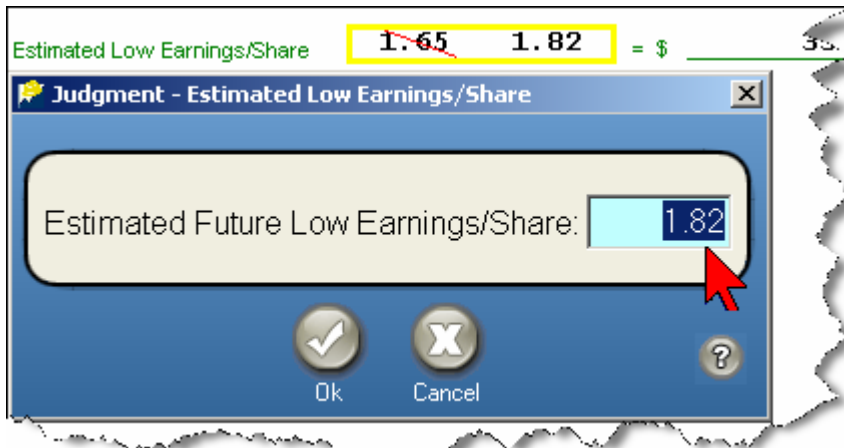 Estimated Low Earnings/Share 1.65 1.82 = $
Judgment - Estimated Low Earnings/Share
Estimated Future Low Earnings/Share: 1.82
?
Ok Cancel